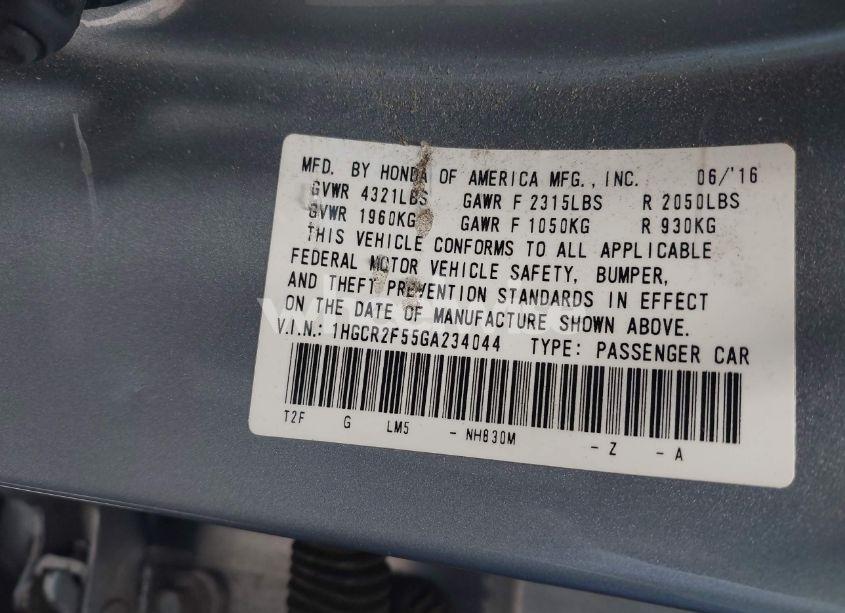 MFD. BY HONDA OF AMERICA MFG., INC. 06/'16
GVWR 4321LBS GAWR F 2315LBS R 2050LBS
GVWR 1960KG GAWR F 1050KG R 930KG
THIS VEHICLE CONFORMS TO ALL APPLICABLE
FEDERAL MOTOR VEHICLE SAFETY, BUMPER,
AND THEFT PREVENTION STANDARDS IN EFFECT
ON THE DATE OF MANUFACTURE SHOWN ABOVE.
V.I.N.: 1HGCR2F55GA234044 TYPE: PASSENGER CAR
T2F G LM5 - NH830M - Z - A